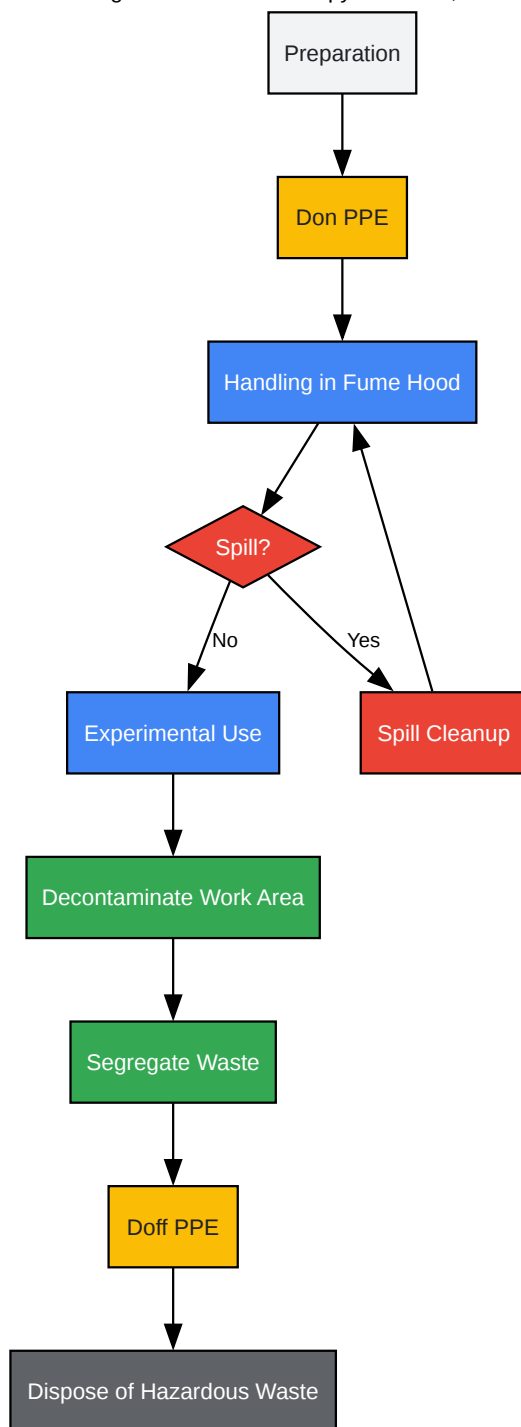 Preparation
Don PPE
Handling in Fume Hood
Spill?
No
Yes
Experimental Use
Spill Cleanup
Decontaminate Work Area
Segregate Waste
Doff PPE
Dispose of Hazardous Waste